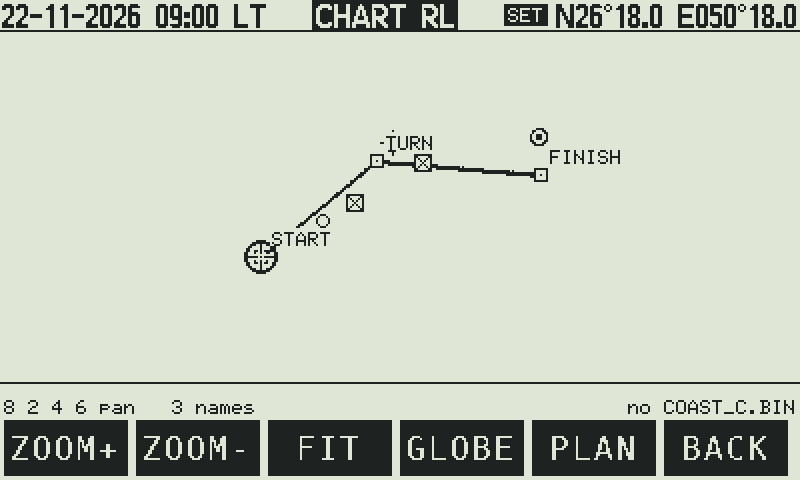 22-11-2026 09:00 LT CHART RL SET N26°18.0 E050°18.0
TURN
FINISH
START
8 2 4 6 pan 3 names no COAST_C.BIN
ZOOM+ ZOOM- FIT GLOBE PLAN BACK